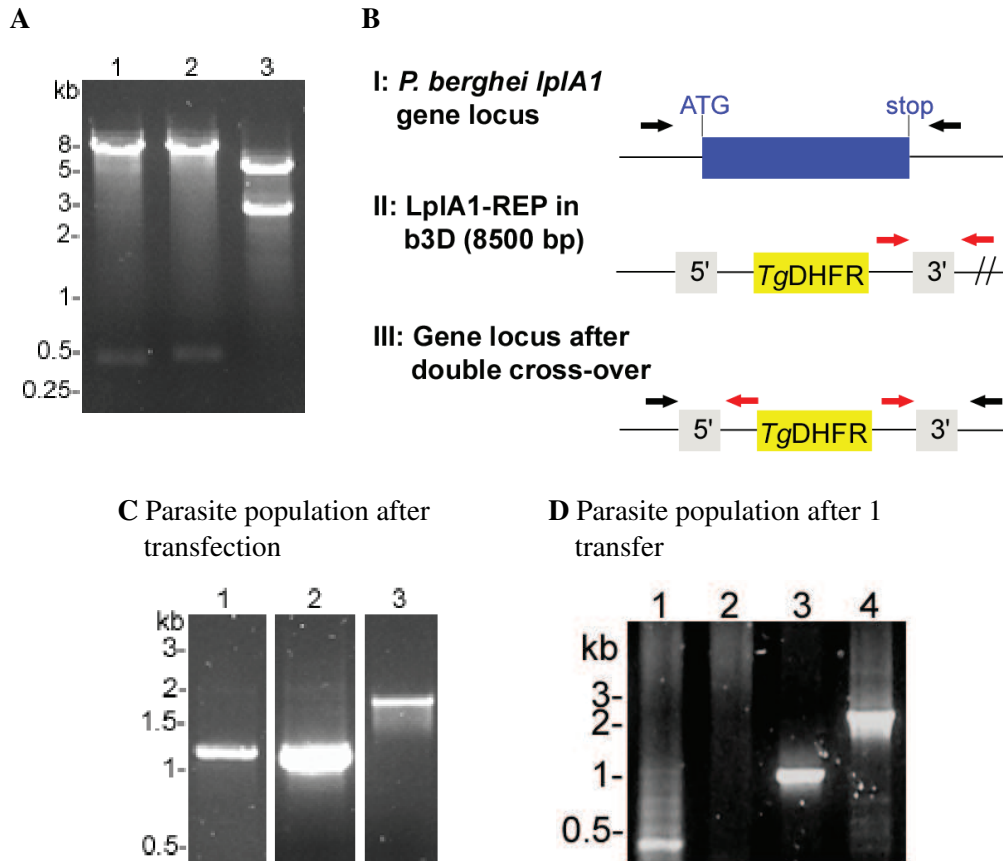 A
B
1 2 3
kb
8-
5-
3-
2-
1-
0.5-
0.25-
I: P. berghei lplA1
gene locus
ATG
stop
II: LplA1-REP in
b3D (8500 bp)
5'
TgDHFR
3'
III: Gene locus after
double cross-over
5'
TgDHFR
3'
C Parasite population after
transfection
1 2 3
kb
3-
2-
1.5-
1-
0.5-
D Parasite population after 1
transfer
1 2 3 4
kb
3-
2-
1-
0.5-